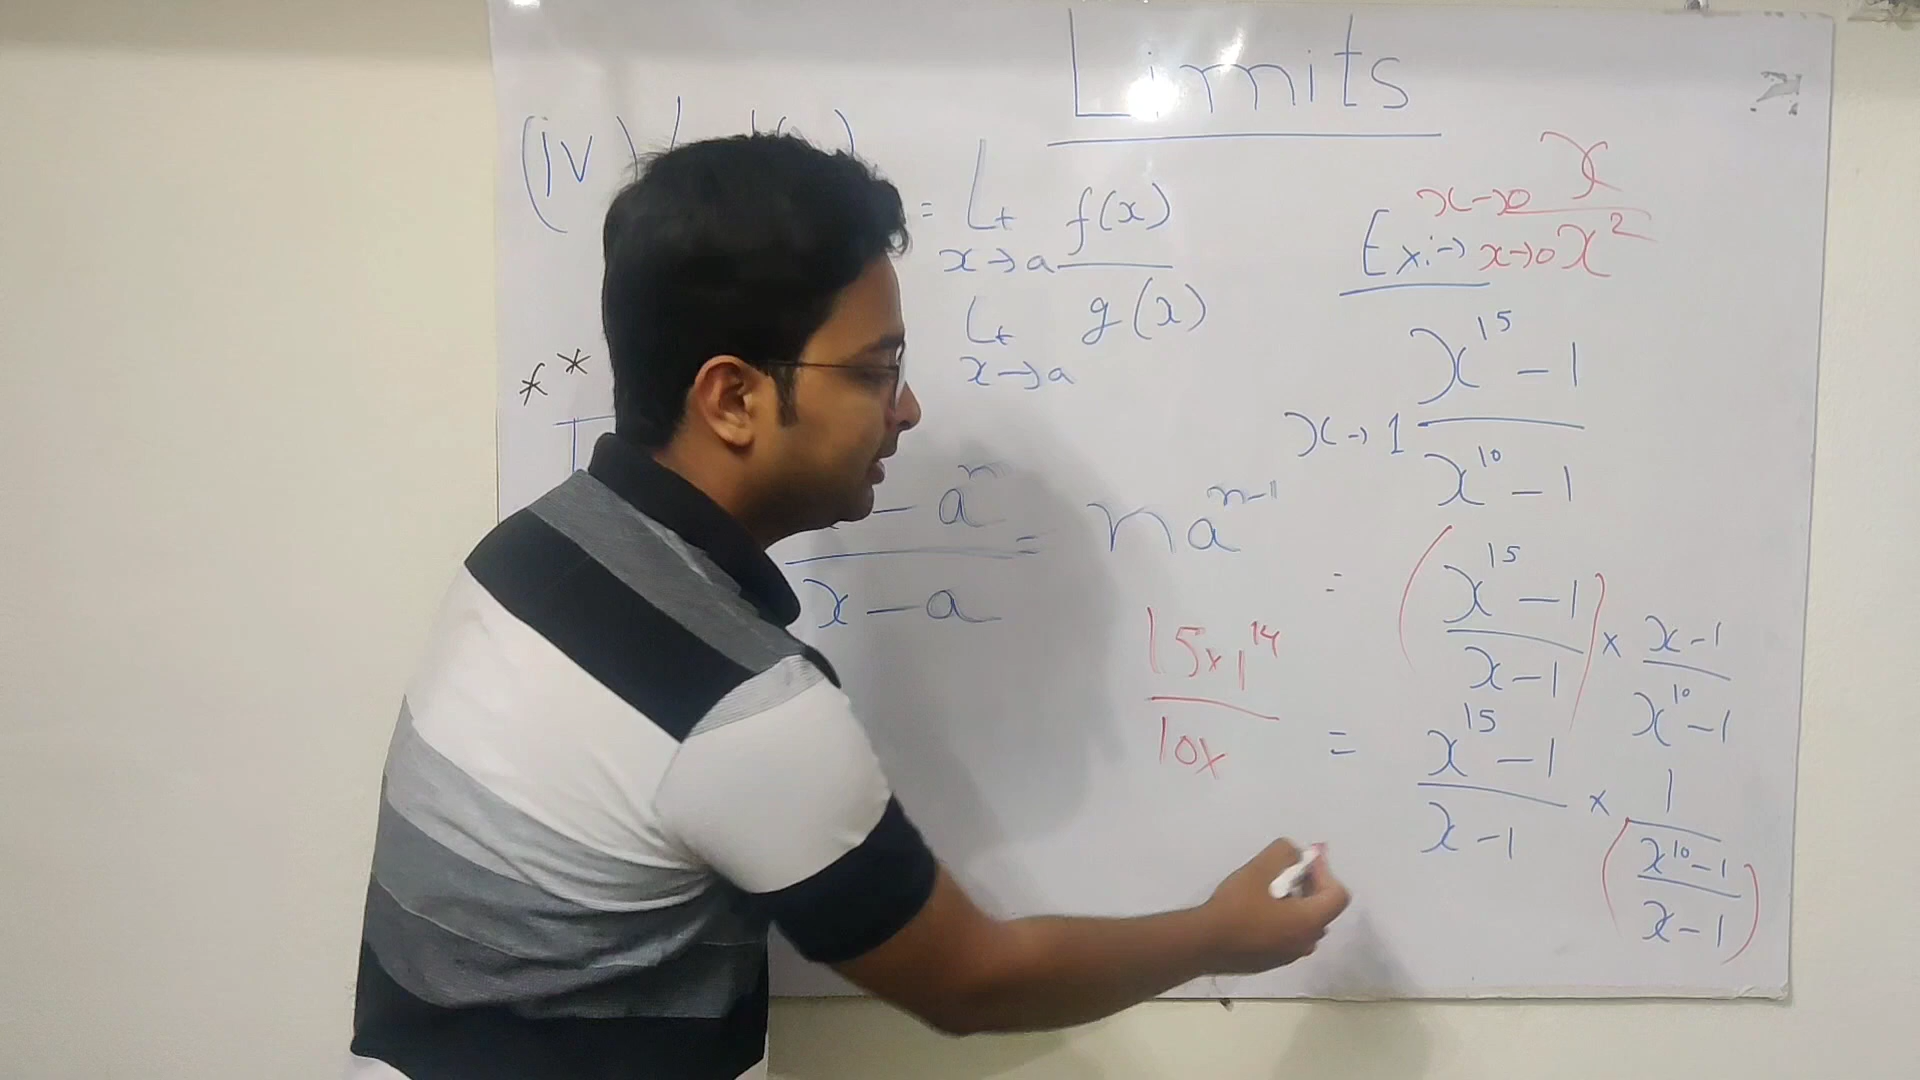 Limits
(iv)
= Lt f(x)
x→a
Lt g(x)
x→a
**
- aⁿ
= n aⁿ⁻¹
x - a
15×1¹⁴
10×
x→0 x
Ex:→ x→0 x²
x¹⁵ - 1
x→1
x¹⁰ - 1
= (x¹⁵ - 1) × x-1
x-1 x¹⁰-1
= x¹⁵ - 1 × 1
x - 1 (x¹⁰-1
x-1)